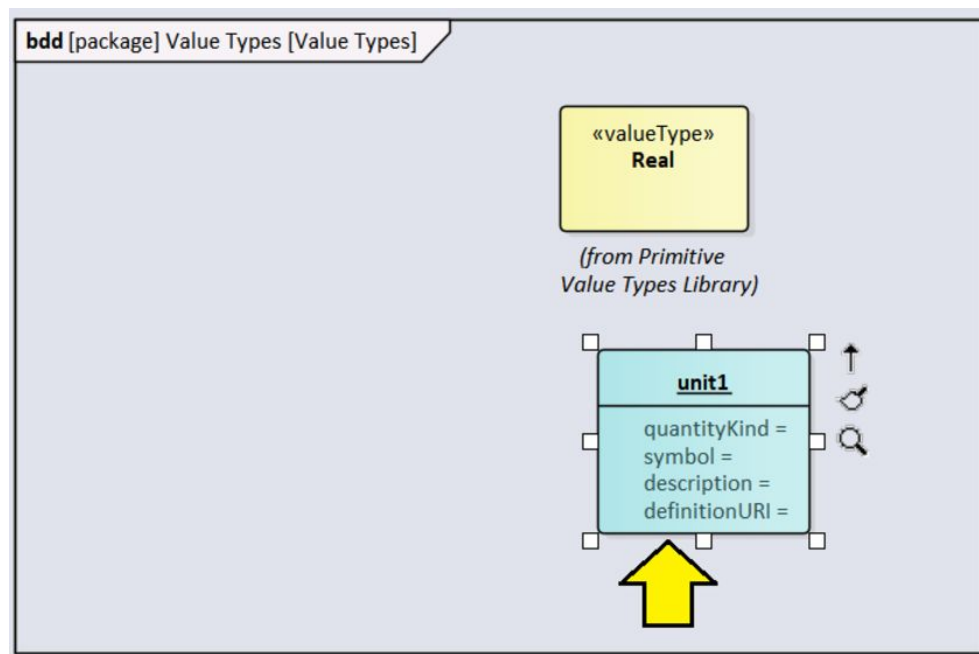 bdd [package] Value Types [Value Types]
«valueType»
Real
(from Primitive
Value Types Library)
unit1
quantityKind =
symbol =
description =
definitionURI =